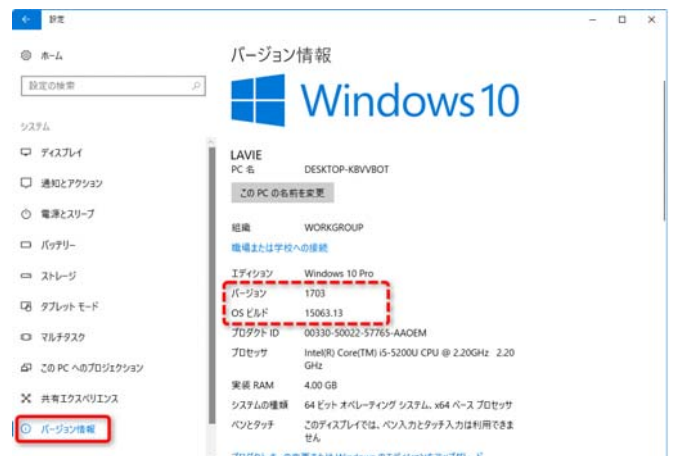 設定
ホーム
設定の検索
システム
ディスプレイ
通知とアクション
電源とスリープ
バッテリー
ストレージ
タブレット モード
マルチタスク
この PC へのプロジェクション
共有エクスペリエンス
バージョン情報
バージョン情報
Windows 10
LAVIE
PC 名 DESKTOP-KBVVBOT
この PC の名前を変更
組織 WORKGROUP
職場または学校への接続
エディション Windows 10 Pro
バージョン 1703
OS ビルド 15063.13
プロダクト ID 00330-50022-57765-AAOEM
プロセッサ Intel(R) Core(TM) i5-5200U CPU @ 2.20GHz 2.20
GHz
実装 RAM 4.00 GB
システムの種類 64 ビット オペレーティング システム、x64 ベース プロセッサ
ペンとタッチ このディスプレイでは、ペン入力とタッチ入力は利用できま
せん